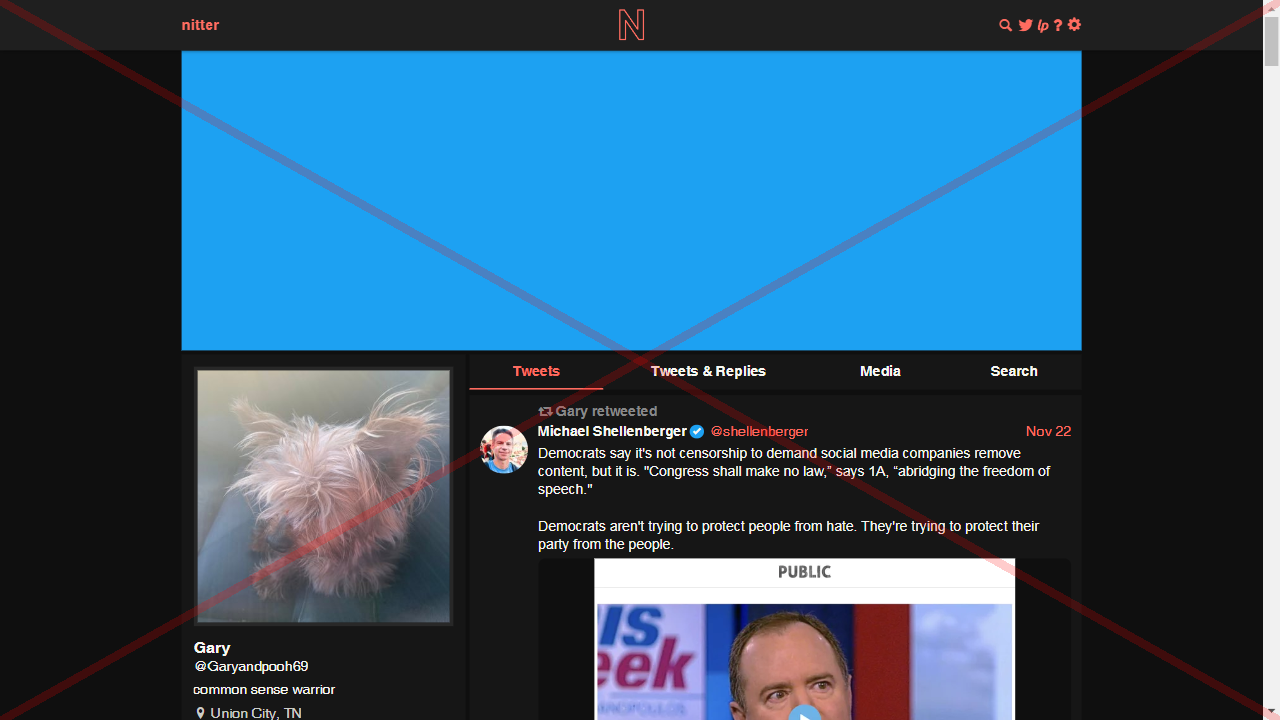 nitter
N
lp ?
Tweets
Tweets & Replies
Media
Search
Gary retweeted
Michael Shellenberger @shellenberger Nov 22
Democrats say it's not censorship to demand social media companies remove
content, but it is. "Congress shall make no law,” says 1A, “abridging the freedom of
speech."
Democrats aren't trying to protect people from hate. They're trying to protect their
party from the people.
PUBLIC
IS
eek
Gary
@Garyandpooh69
common sense warrior
Union City, TN